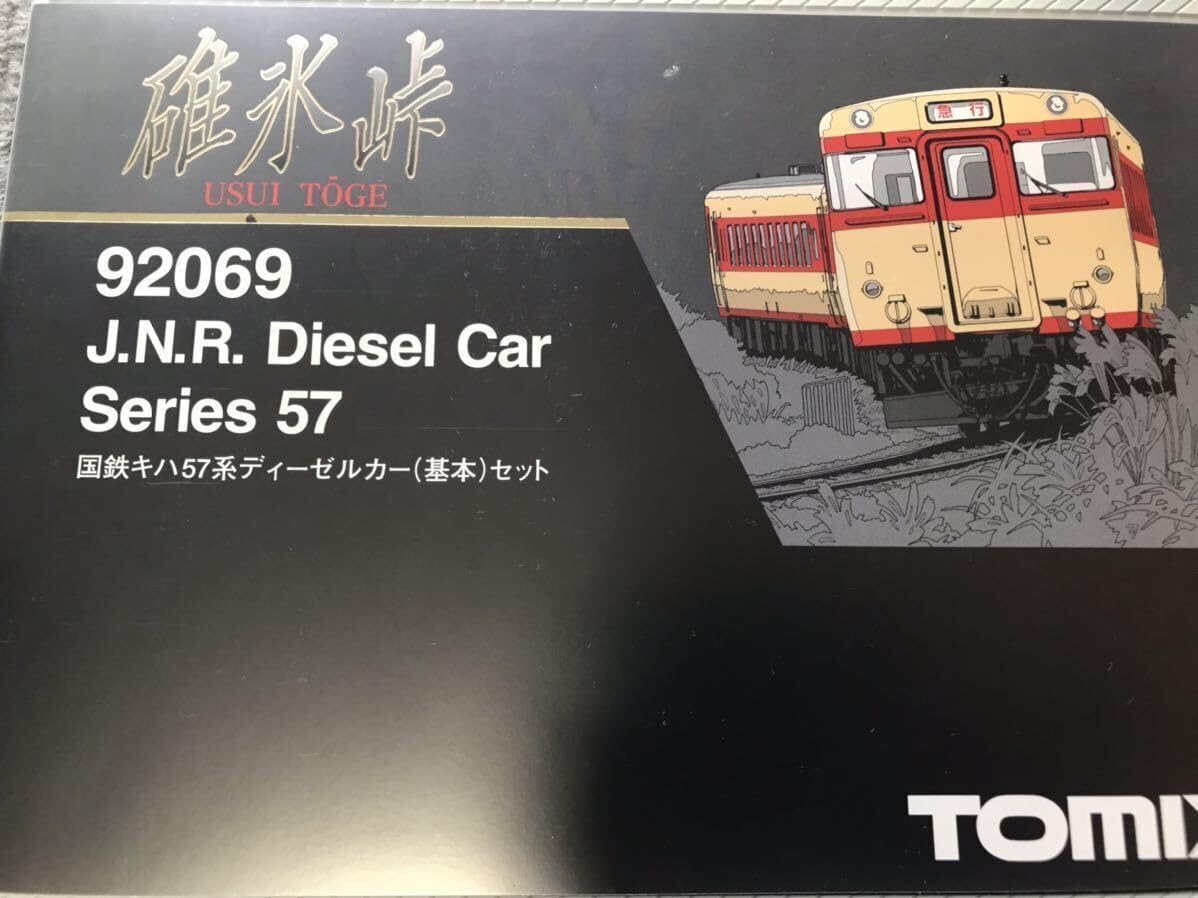 碓氷峠
USUI TŌGE
急行
92069
J.N.R. Diesel Car
Series 57
国鉄キハ57系ディーゼルカー(基本)セット
TOMIX